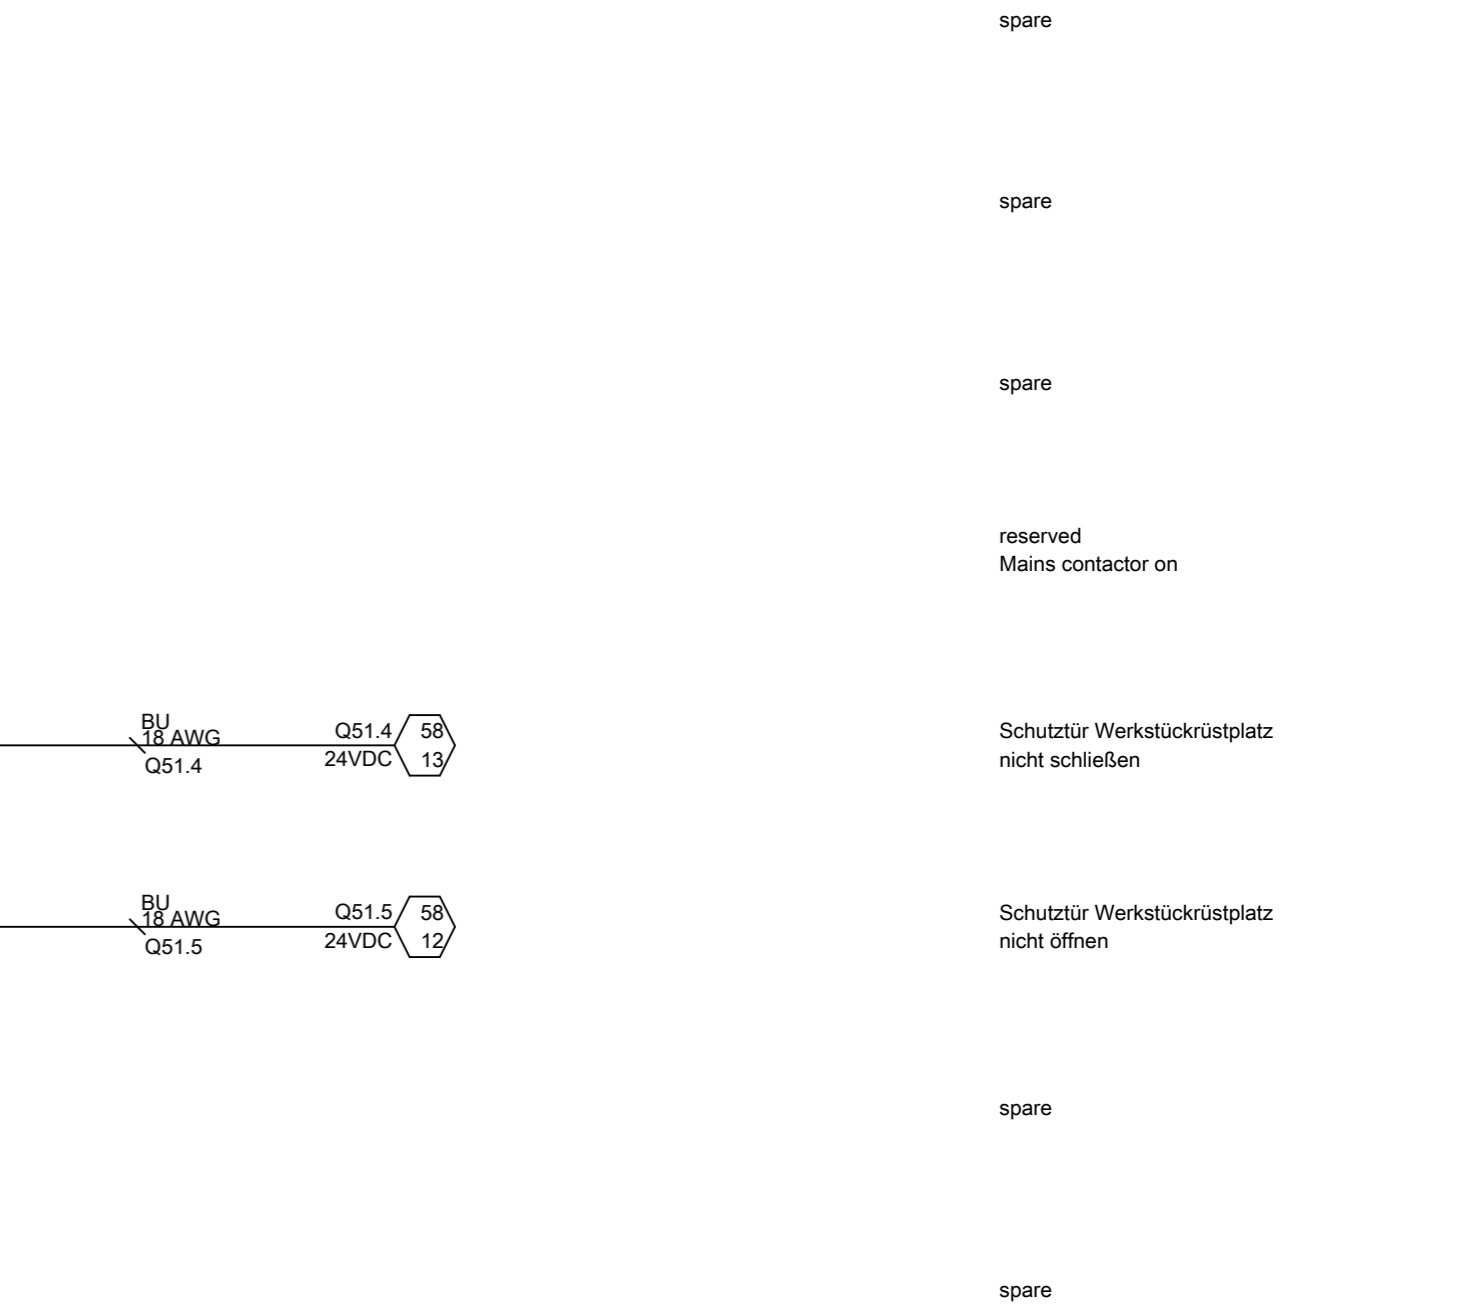 spare
spare
spare
reserved
Mains contactor on
BU
18 AWG
Q51.4
Q51.4
24VDC
58
13
Schutztür Werkstückrüstplatz
nicht schließen
BU
18 AWG
Q51.5
Q51.5
24VDC
58
12
Schutztür Werkstückrüstplatz
nicht öffnen
spare
spare